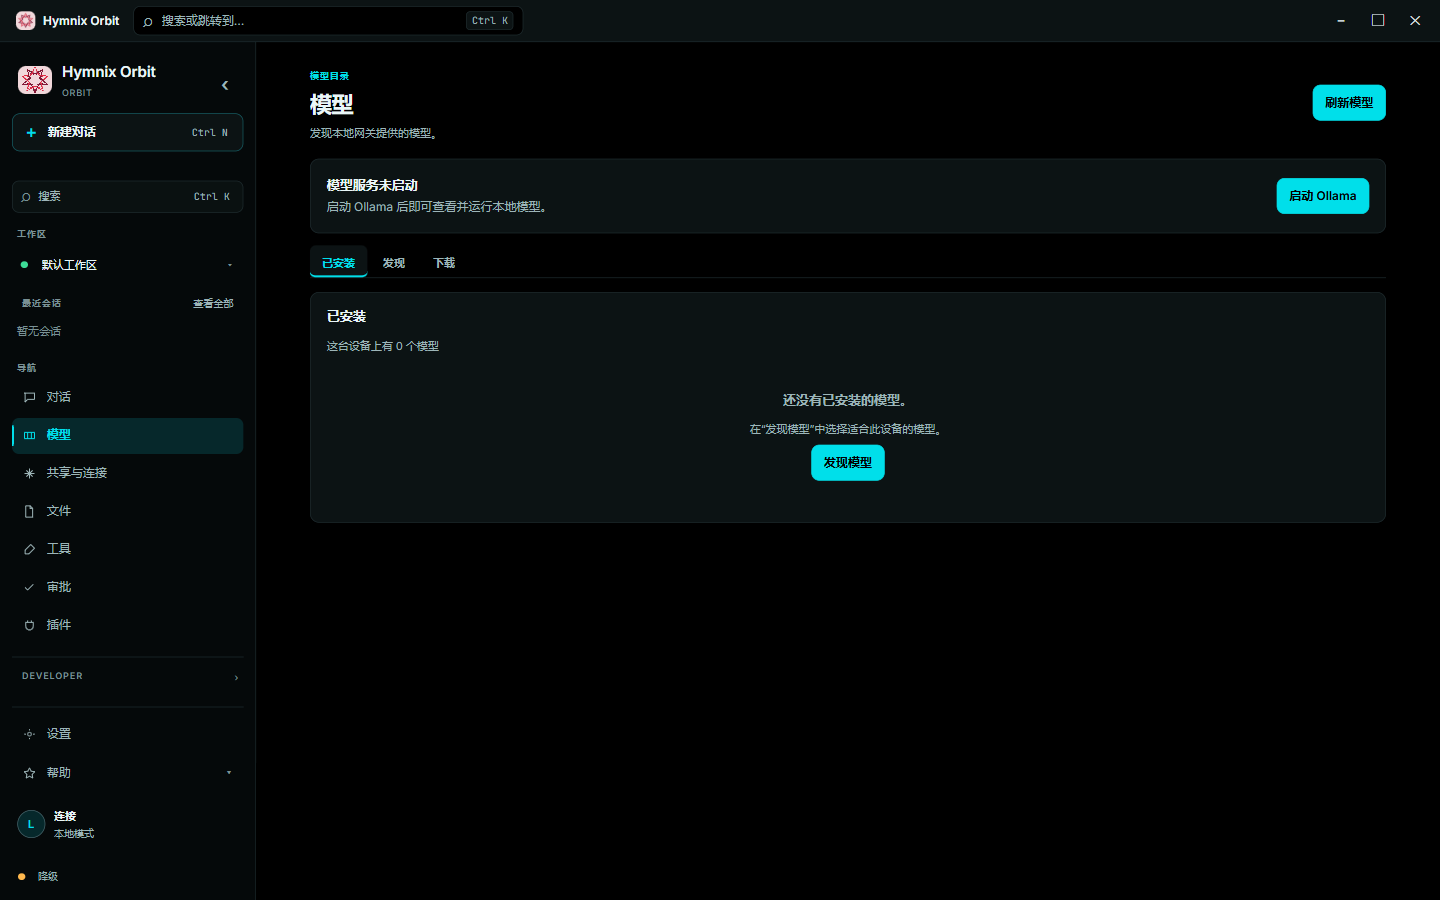 Hymnix Orbit
搜索或跳转到...
Ctrl K
Hymnix Orbit
ORBIT
新建对话
Ctrl N
搜索
Ctrl K
工作区
默认工作区
最近会话
查看全部
暂无会话
导航
对话
模型
共享与连接
文件
工具
审批
插件
DEVELOPER
设置
帮助
L
连接
本地模式
降级
模型目录
模型
发现本地网关提供的模型。
刷新模型
模型服务未启动
启动 Ollama 后即可查看并运行本地模型。
启动 Ollama
已安装
发现
下载
已安装
这台设备上有 0 个模型
还没有已安装的模型。
在“发现模型”中选择适合此设备的模型。
发现模型